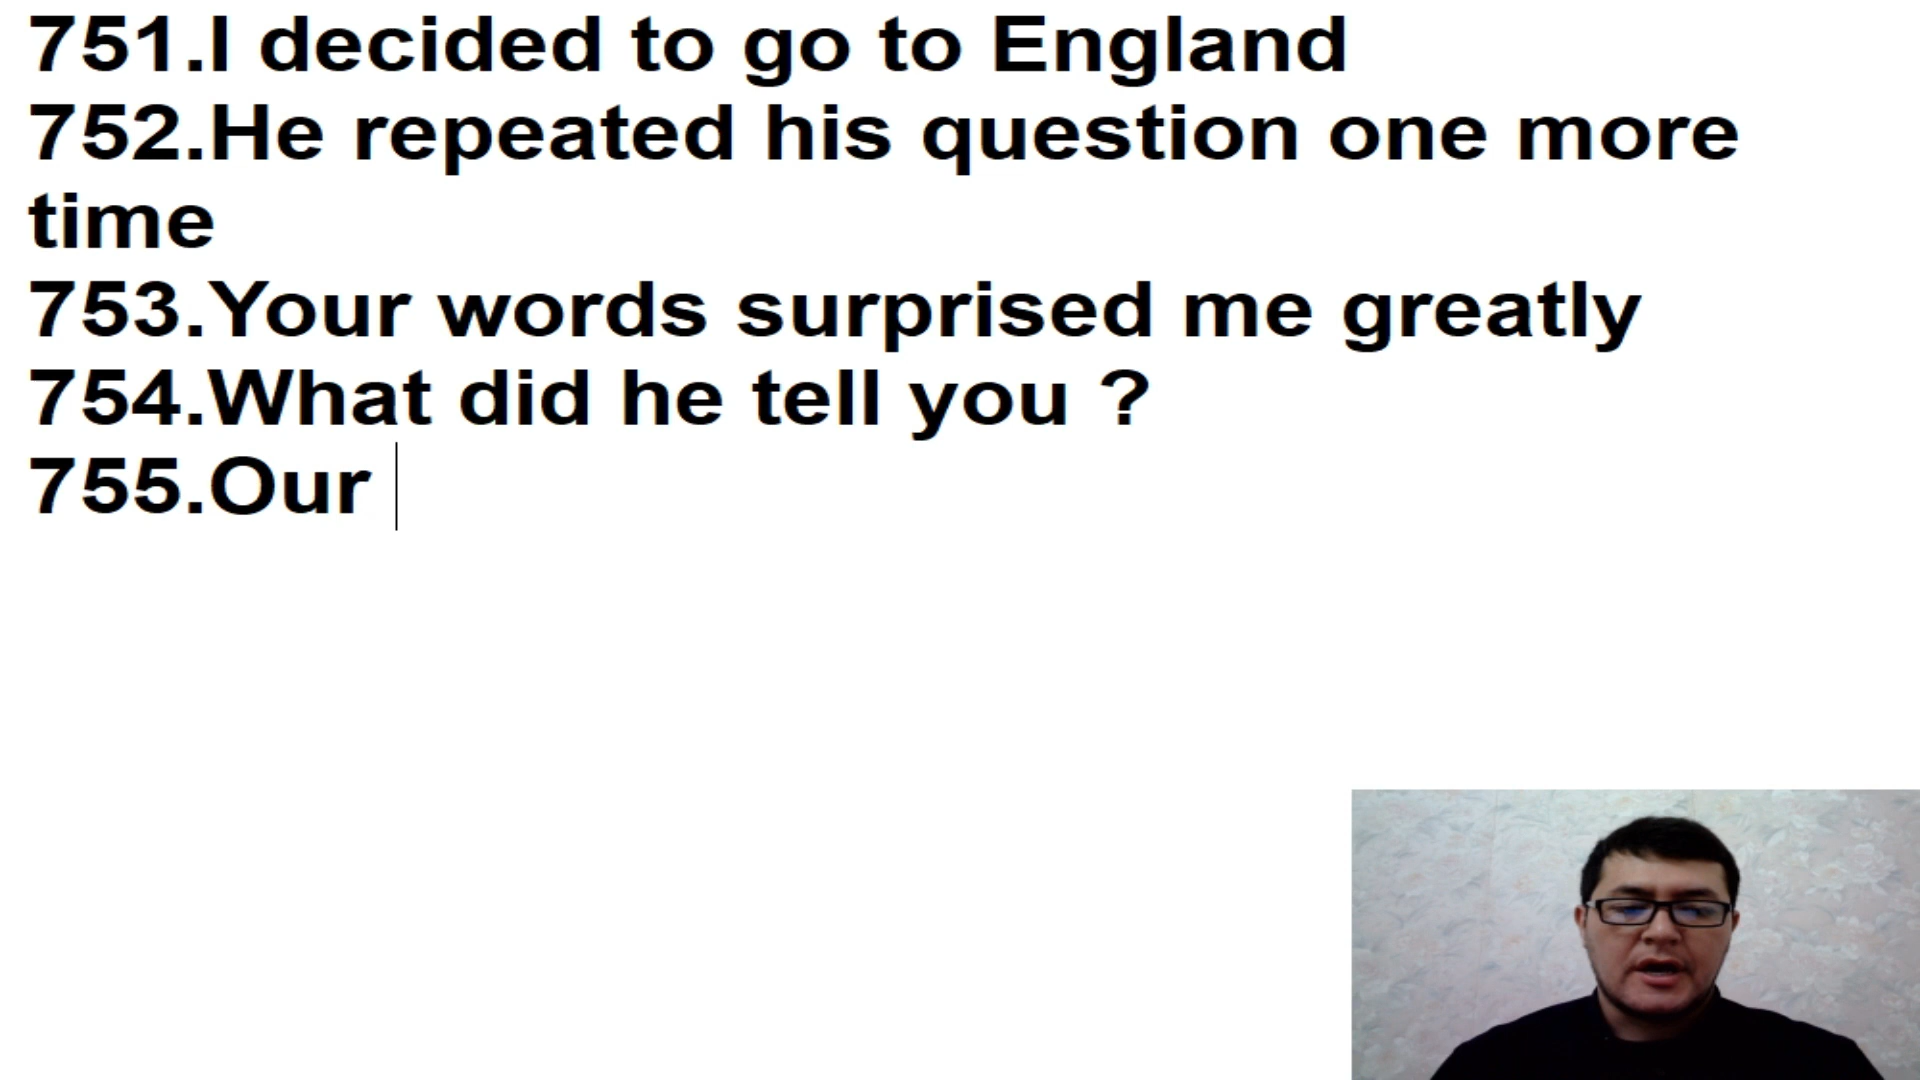 751.I decided to go to England
752.He repeated his question one more
time
753.Your words surprised me greatly
754.What did he tell you ?
755.Our